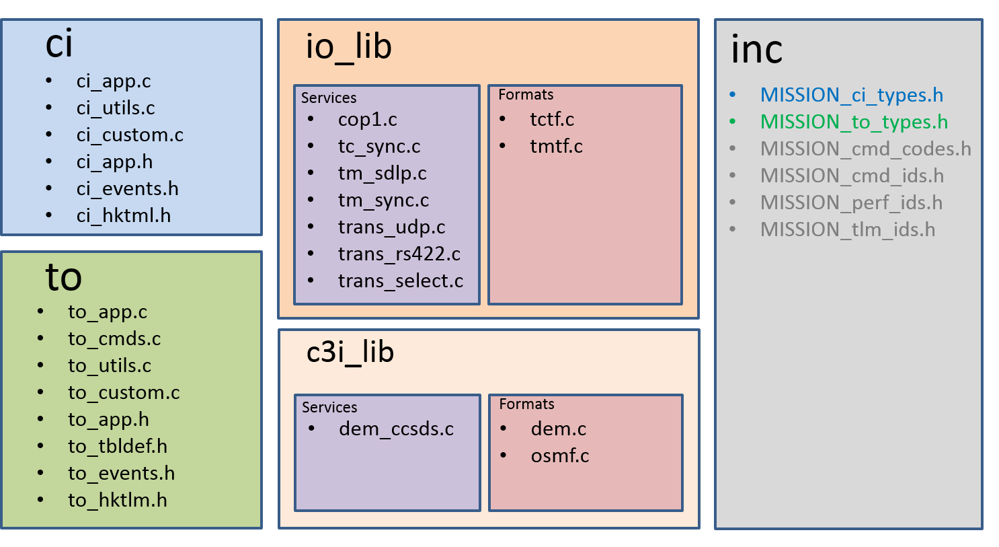 ci
• ci_app.c
• ci_utils.c
• ci_custom.c
• ci_app.h
• ci_events.h
• ci_hktml.h
to
• to_app.c
• to_cmds.c
• to_utils.c
• to_custom.c
• to_app.h
• to_tbldef.h
• to_events.h
• to_hktlm.h
io_lib
Services
• cop1.c
• tc_sync.c
• tm_sdlp.c
• tm_sync.c
• trans_udp.c
• trans_rs422.c
• trans_select.c
Formats
• tctf.c
• tmtf.c
c3i_lib
Services
• dem_ccsds.c
Formats
• dem.c
• osmf.c
inc
• MISSION_ci_types.h
• MISSION_to_types.h
• MISSION_cmd_codes.h
• MISSION_cmd_ids.h
• MISSION_perf_ids.h
• MISSION_tlm_ids.h